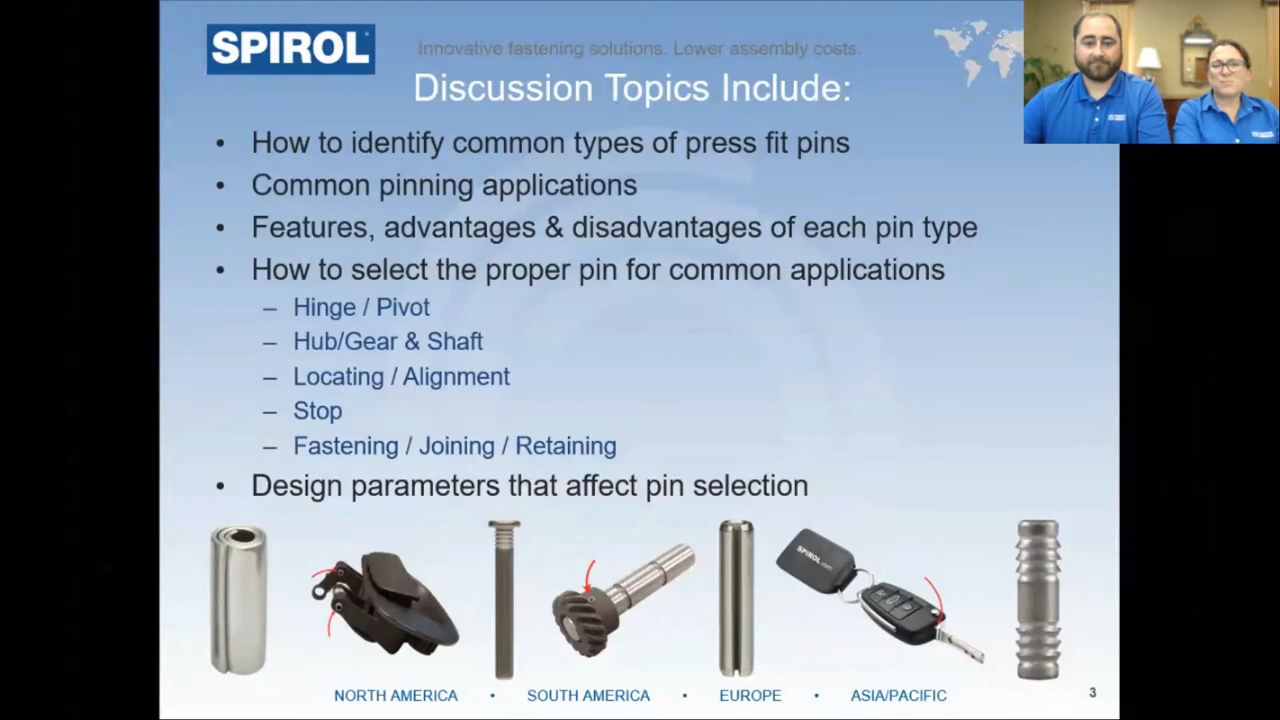 SPIROL
Innovative fastening solutions. Lower assembly costs.
Discussion Topics Include:
• How to identify common types of press fit pins
• Common pinning applications
• Features, advantages & disadvantages of each pin type
• How to select the proper pin for common applications
– Hinge / Pivot
– Hub/Gear & Shaft
– Locating / Alignment
– Stop
– Fastening / Joining / Retaining
• Design parameters that affect pin selection
SPIROL.com
NORTH AMERICA • SOUTH AMERICA • EUROPE • ASIA/PACIFIC
3